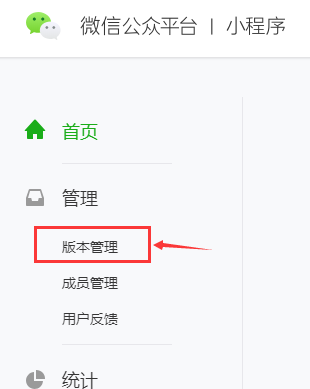 微信公众平台 | 小程序
首页
管理
版本管理
成员管理
用户反馈
统计